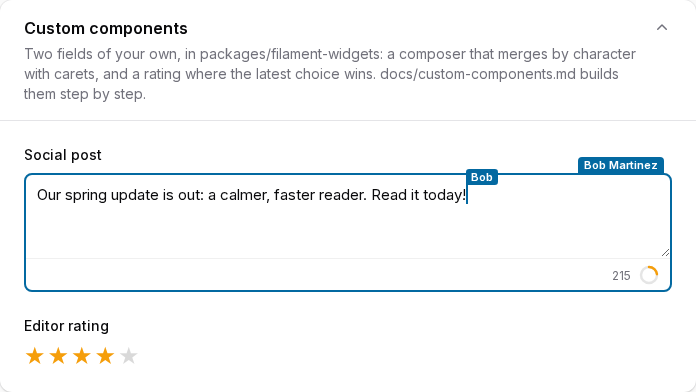 Custom components
Two fields of your own, in packages/filament-widgets: a composer that merges by character
with carets, and a rating where the latest choice wins. docs/custom-components.md builds
them step by step.
Social post
Bob Martinez
Bob
Our spring update is out: a calmer, faster reader. Read it today!
215
Editor rating